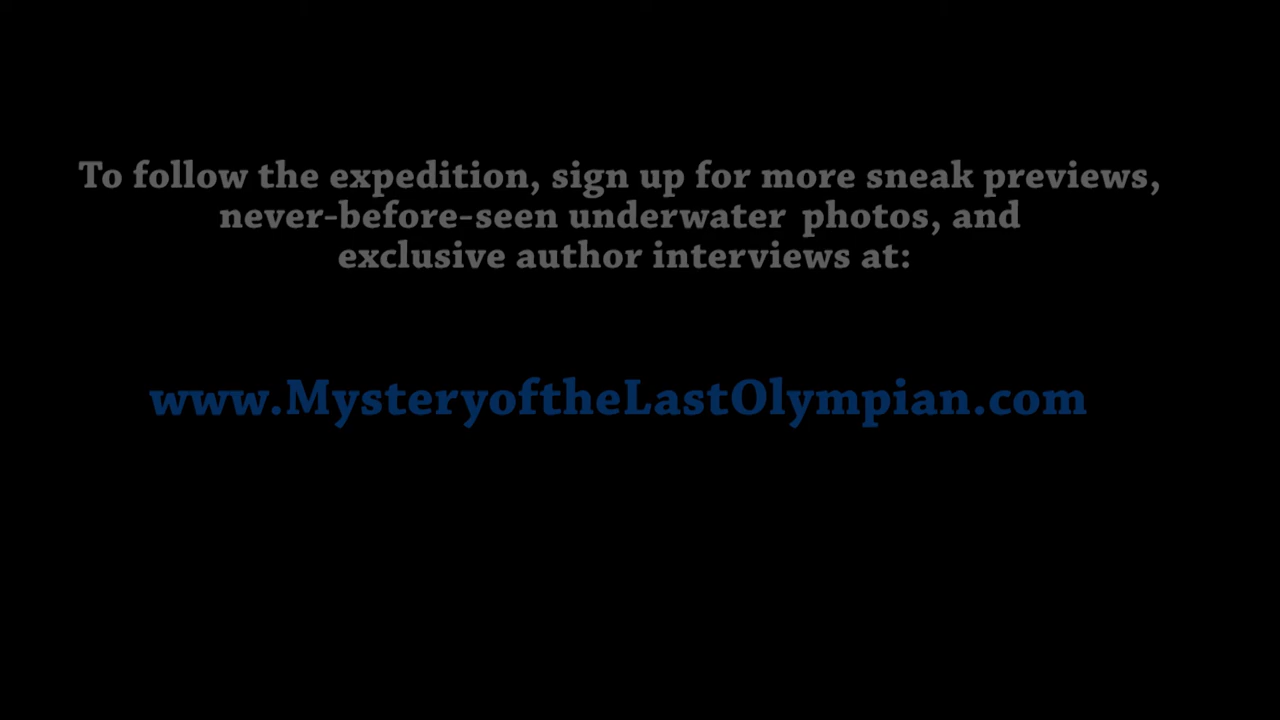 To follow the expedition, sign up for more sneak previews,
never-before-seen underwater photos, and
exclusive author interviews at:
www.MysteryoftheLastOlympian.com